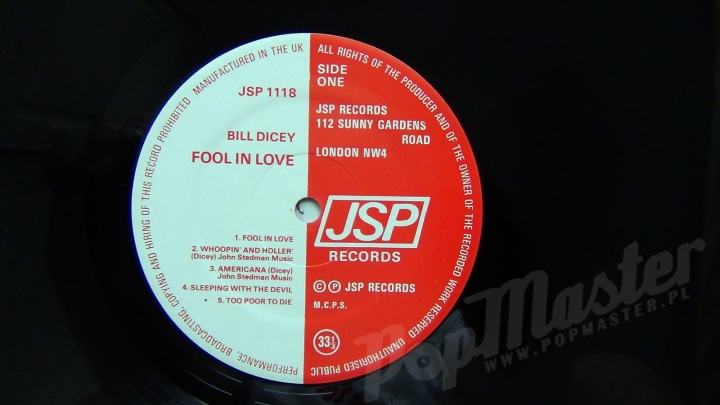 MANUFACTURED IN THE UK
ALL RIGHTS OF THE PRODUCER AND OF THE OWNER OF THE RECORDED WORK RESERVED
UNAUTHORISED PUBLIC
PERFORMANCE, BROADCASTING, COPYING AND HIRING OF THIS RECORD PROHIBITED
JSP 1118
BILL DICEY
FOOL IN LOVE
1. FOOL IN LOVE
2. WHOOPIN' AND HOLLER'
(Dicey) John Stedman Music
3. AMERICANA (Dicey)
John Stedman Music
4. SLEEPING WITH THE DEVIL
• 5. TOO POOR TO DIE
SIDE
ONE
JSP RECORDS
112 SUNNY GARDENS
ROAD
LONDON NW4
JSP
RECORDS
© ℗ JSP RECORDS
M.C.P.S.
33⅓
PopMaster
WWW.POPMASTER.PL